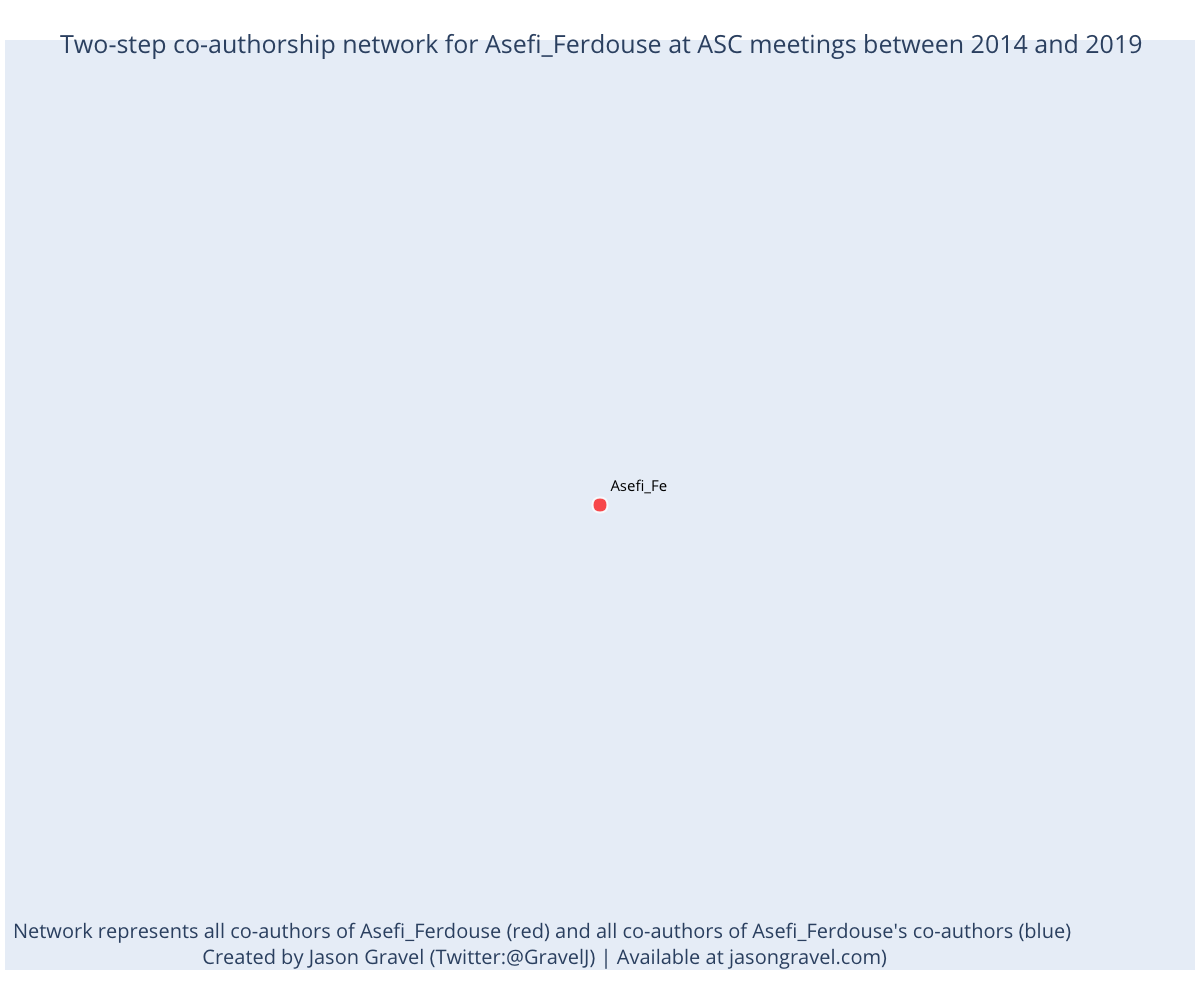 Two-step co-authorship network for Asefi_Ferdouse at ASC meetings between 2014 and 2019
Asefi_Fe
Network represents all co-authors of Asefi_Ferdouse (red) and all co-authors of Asefi_Ferdouse's co-authors (blue)
Created by Jason Gravel (Twitter:@GravelJ) | Available at jasongravel.com)